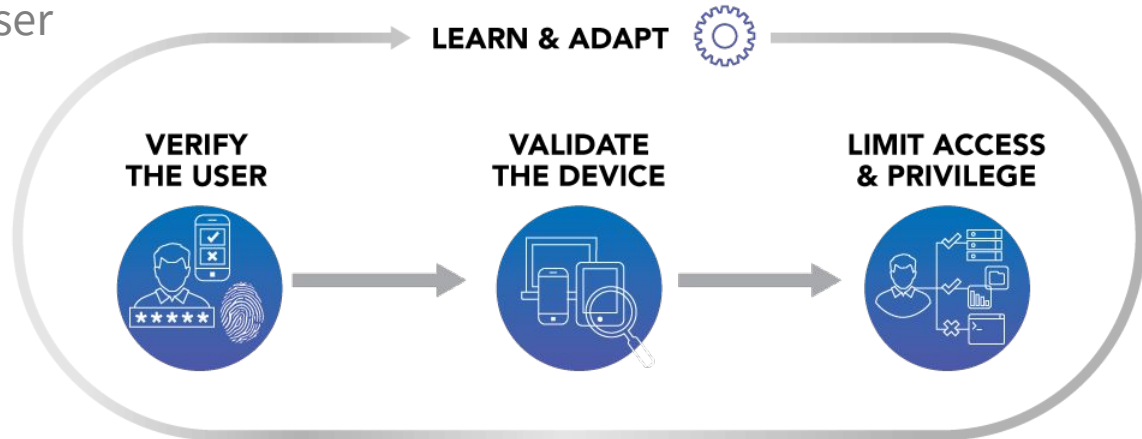 ser
LEARN & ADAPT
VERIFY
THE USER
VALIDATE
THE DEVICE
LIMIT ACCESS
& PRIVILEGE
*****
>_